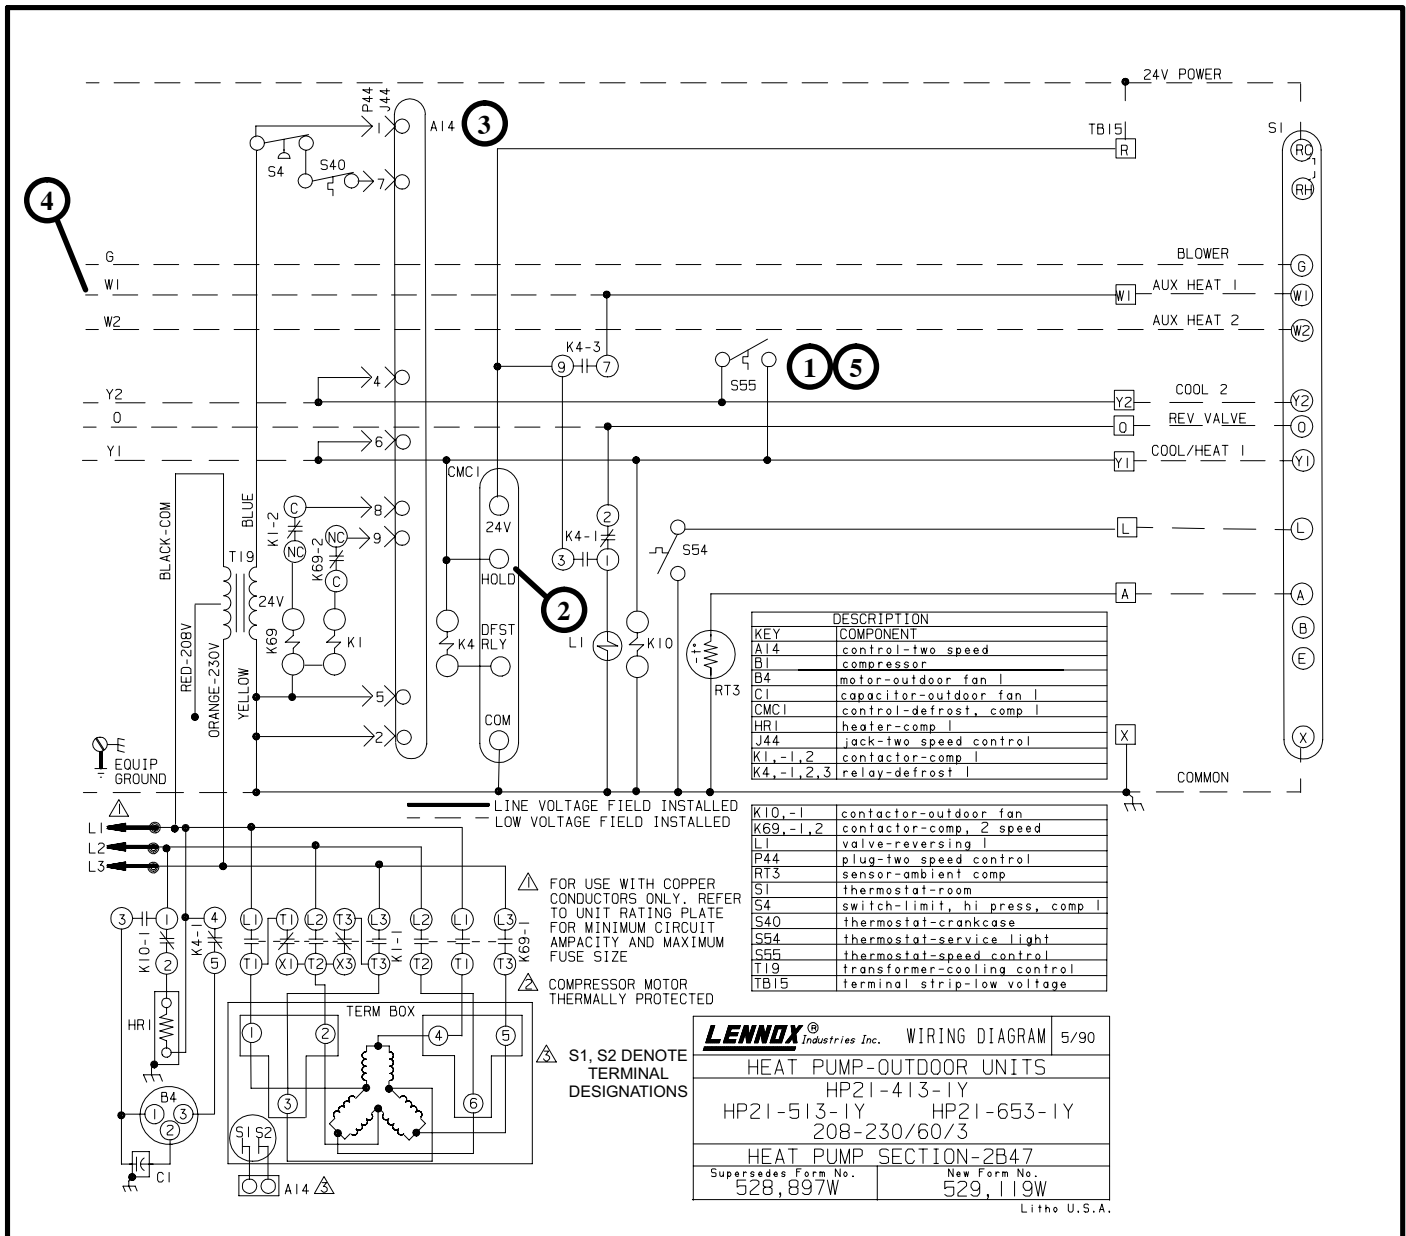 24V POWER
P44
J44
1
A14
3
TB15
S1
R
RC
S4
S40
7
RH
4
G
BLOWER
G
W1
W1
AUX HEAT 1
W1
W2
AUX HEAT 2
W2
K4-3
9
7
1
5
S55
4
Y2
Y2
COOL 2
Y2
O
O
REV VALVE
O
6
Y1
Y1
COOL/HEAT 1
Y1
CMC1
BLACK-COM
BLUE
K1-2
C
8
24V
2
NC
K69-2
NC
9
K4-1
S54
L
L
T19
3
1
HOLD
C
24V
2
A
A
RED-208V
ORANGE-230V
YELLOW
K69
K1
K4
DFST
RLY
L1
K10
-t°
RT3
B
E
5
COM
2
X
X
EQUIP
GROUND
COMMON
DESCRIPTION
KEY COMPONENT
A14 control-two speed
B1 compressor
B4 motor-outdoor fan 1
C1 capacitor-outdoor fan 1
CMC1 control-defrost, comp 1
HR1 heater-comp 1
J44 jack-two speed control
K1,-1,2 contactor-comp 1
K4,-1,2,3 relay-defrost 1
K10,-1 contactor-outdoor fan
K69,-1,2 contactor-comp, 2 speed
L1 valve-reversing 1
P44 plug-two speed control
RT3 sensor-ambient comp
S1 thermostat-room
S4 switch-limit, hi press, comp 1
S40 thermostat-crankcase
S54 thermostat-service light
S55 thermostat-speed control
T19 transformer-cooling control
TB15 terminal strip-low voltage
LINE VOLTAGE FIELD INSTALLED
LOW VOLTAGE FIELD INSTALLED
1
L1
L2
L3
3
1
4
L1
T1
L2
T3
L3
L2
L1
L3
K10-1
K4-1
K1-1
K69-1
2
5
T1
X1
T2
X3
T3
T2
T1
T3
1 FOR USE WITH COPPER
CONDUCTORS ONLY. REFER
TO UNIT RATING PLATE
FOR MINIMUM CIRCUIT
AMPACITY AND MAXIMUM
FUSE SIZE
2 COMPRESSOR MOTOR
THERMALLY PROTECTED
3 S1, S2 DENOTE
TERMINAL
DESIGNATIONS
HR1
TERM BOX
1
2
4
5
3
6
B4
1
3
2
S1 S2
C1
A14 3
LENNOX® Industries Inc. WIRING DIAGRAM 5/90
HEAT PUMP-OUTDOOR UNITS
HP21-413-1Y
HP21-513-1Y HP21-653-1Y
208-230/60/3
HEAT PUMP SECTION-2B47
Supersedes Form No. New Form No.
528,897W 529,119W
Litho U.S.A.